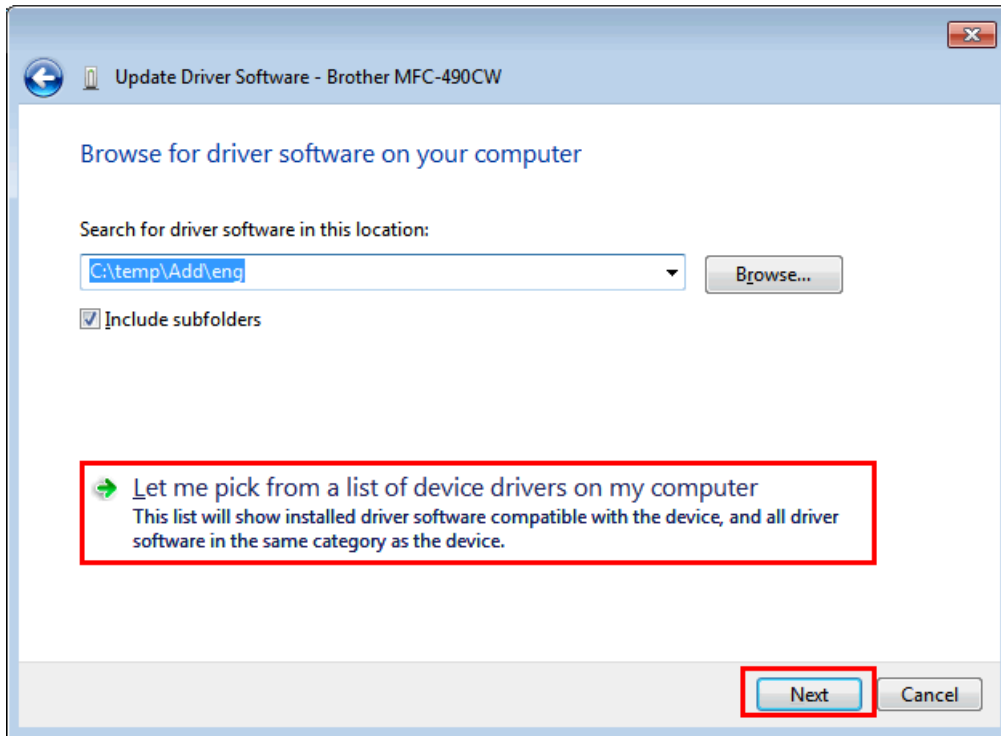 Update Driver Software - Brother MFC-490CW
Browse for driver software on your computer
Search for driver software in this location:
C:\temp\Add\eng
Browse...
Include subfolders
Let me pick from a list of device drivers on my computer
This list will show installed driver software compatible with the device, and all driver
software in the same category as the device.
Next
Cancel